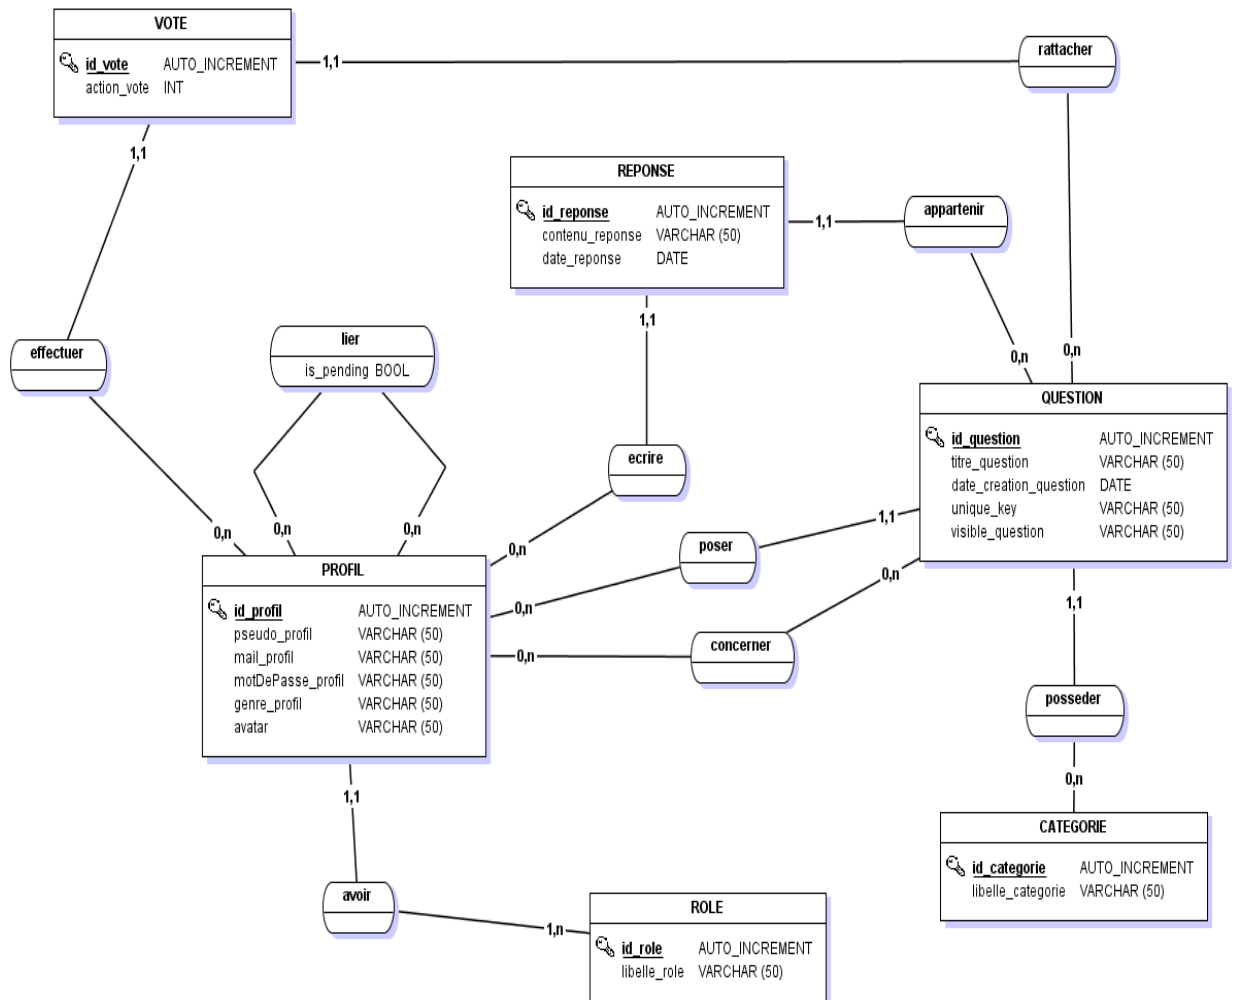 VOTE
id_vote AUTO_INCREMENT
action_vote INT
1,1
rattacher
1,1
REPONSE
id_reponse AUTO_INCREMENT
contenu_reponse VARCHAR (50)
date_reponse DATE
1,1
appartenir
effectuer
lier
is_pending BOOL
1,1
0,n
0,n
QUESTION
id_question AUTO_INCREMENT
titre_question VARCHAR (50)
date_creation_question DATE
unique_key VARCHAR (50)
visible_question VARCHAR (50)
ecrire
0,n
0,n
0,n
0,n
poser
1,1
0,n
0,n
PROFIL
id_profil AUTO_INCREMENT
pseudo_profil VARCHAR (50)
mail_profil VARCHAR (50)
motDePasse_profil VARCHAR (50)
genre_profil VARCHAR (50)
avatar VARCHAR (50)
concerner
0,n
1,1
posseder
0,n
1,1
avoir
1,n
CATEGORIE
id_categorie AUTO_INCREMENT
libelle_categorie VARCHAR (50)
ROLE
id_role AUTO_INCREMENT
libelle_role VARCHAR (50)